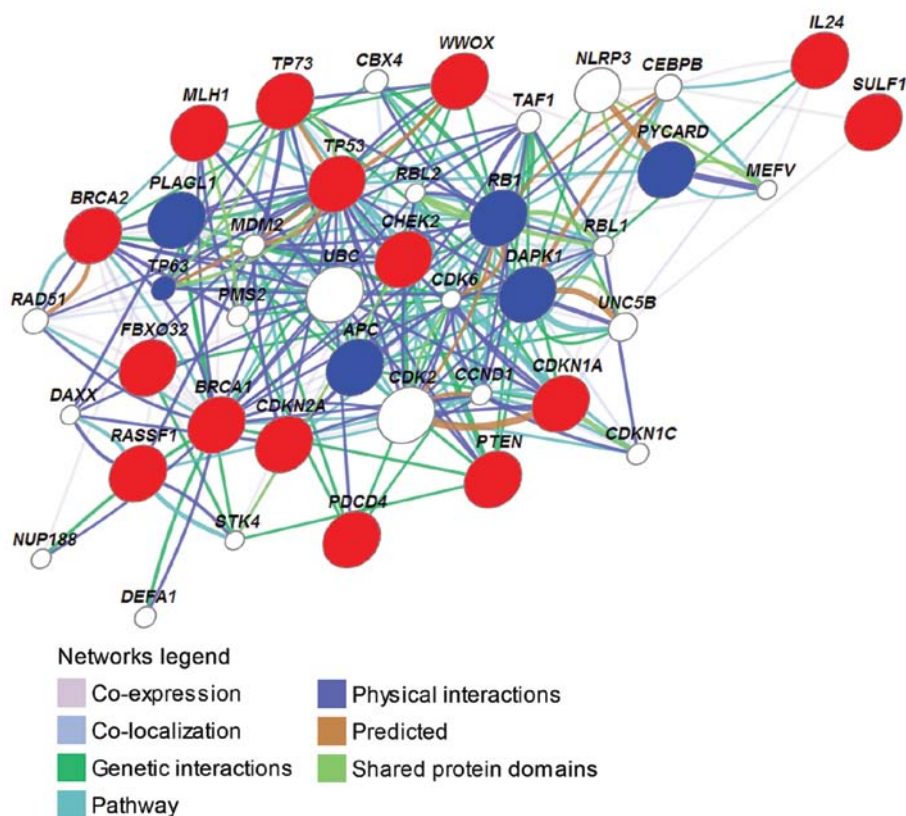 IL24
WWOX
NLRP3
CEBPB
TP73
CBX4
SULF1
MLH1
TAF1
PYCARD
TP53
RBL2
RB1
MEFV
BRCA2
PLAGL1
MDM2
CHEK2
RBL1
UBC
DAPK1
TP63
CDK6
RAD51
PMS2
UNC5B
FBXO32
APC
CCND1
CDKN1A
DAXX
BRCA1
CDKN2A
CDK2
RASSF1
PTEN
CDKN1C
PDCD4
STK4
NUP188
DEFA1
Networks legend
Co-expression
Physical interactions
Co-localization
Predicted
Genetic interactions
Shared protein domains
Pathway